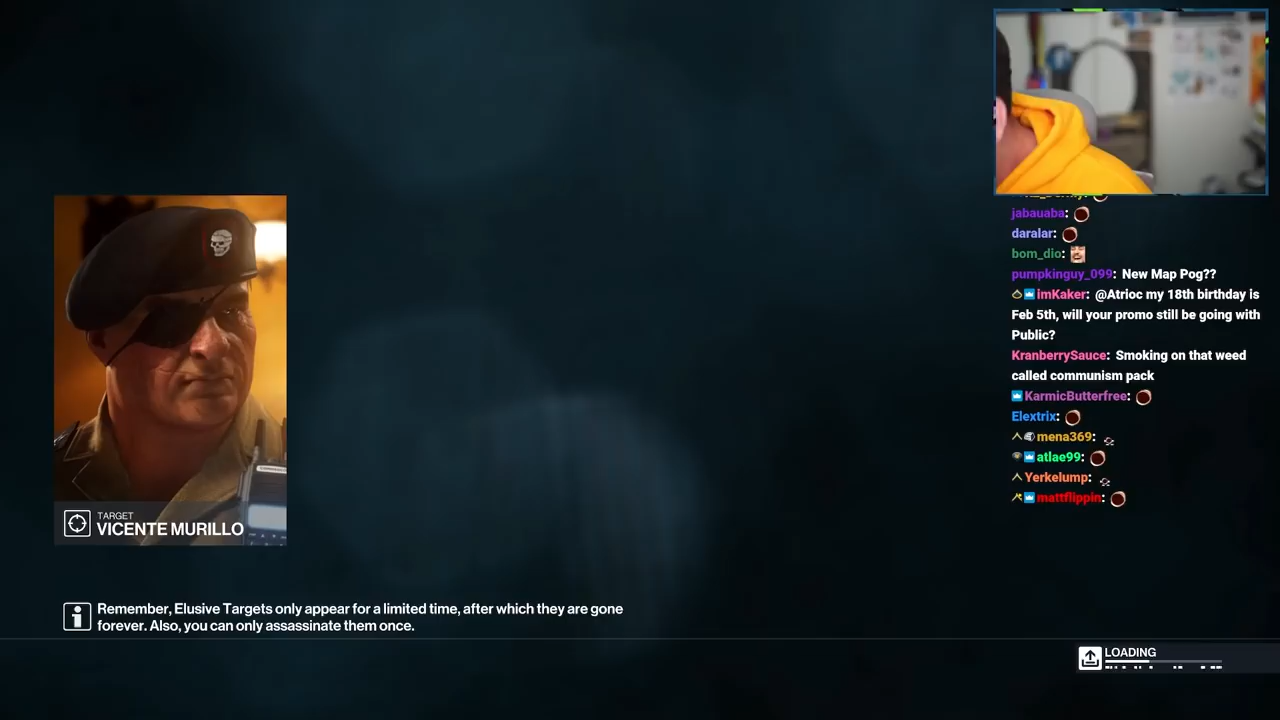 TARGET
VICENTE MURILLO
Remember, Elusive Targets only appear for a limited time, after which they are gone
forever. Also, you can only assassinate them once.
jabauaba:
daralar:
bom_dio:
pumpkinguy_099: New Map Pog??
imKaker: @Atrioc my 18th birthday is
Feb 5th, will your promo still be going with
Public?
KranberrySauce: Smoking on that weed
called communism pack
KarmicButterfree:
Elextrix:
mena369:
atlae99:
Yerkelump:
mattflippin:
LOADING